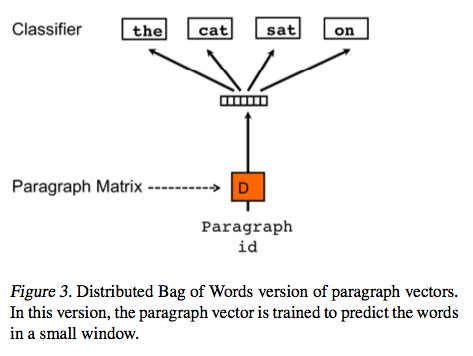 Classifier the cat sat on
Paragraph Matrix
D
Paragraph
id
Figure 3. Distributed Bag of Words version of paragraph vectors.
In this version, the paragraph vector is trained to predict the words
in a small window.